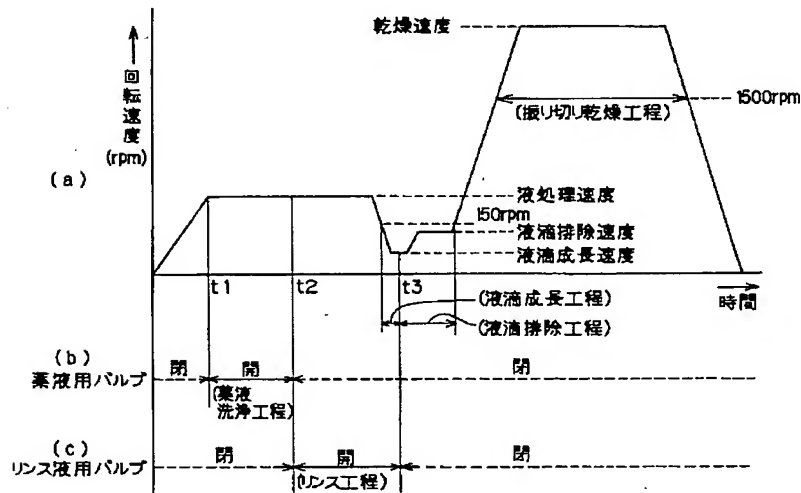 乾燥速度
回転速度
(rpm)
1500rpm
(振り切り乾燥工程)
(a)
液処理速度
150rpm
液滴排除速度
液滴成長速度
t1
t2
t3
時間
(液滴成長工程)
(液滴排除工程)
(b)
薬液用バルブ
閉
開
閉
(薬液
洗浄工程)
(c)
リンス液用バルブ
閉
開
閉
(リンス工程)